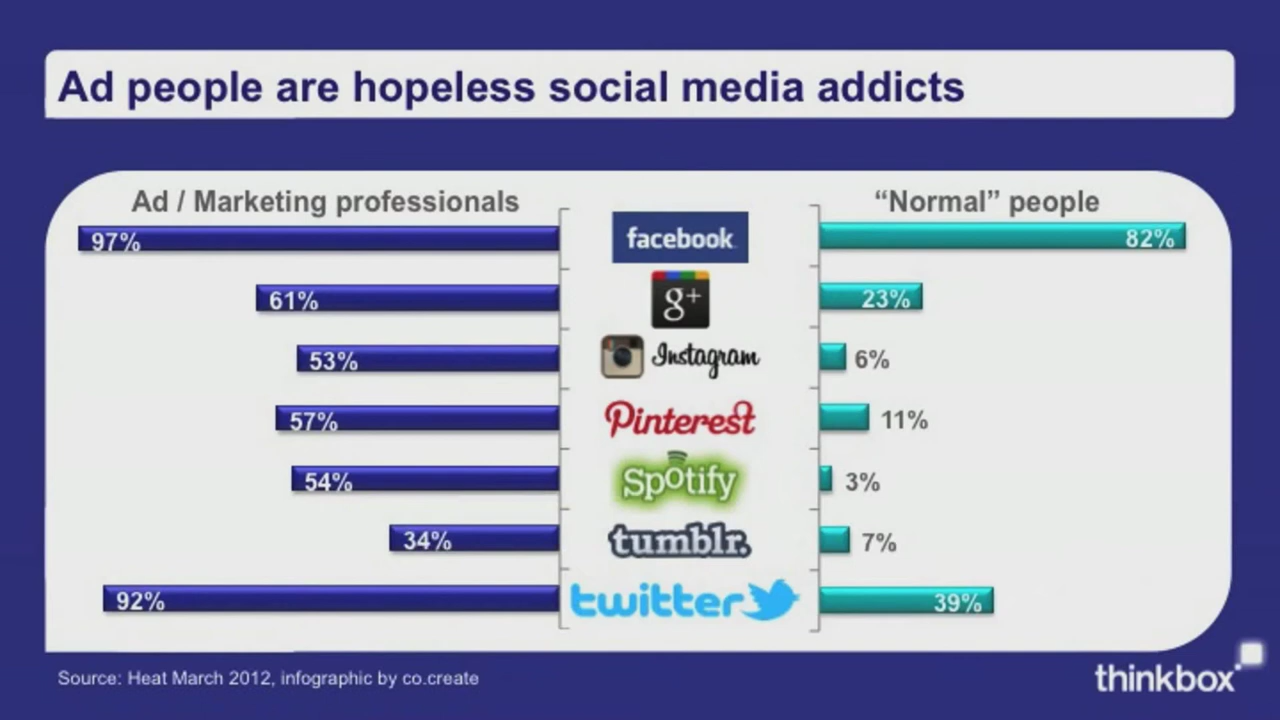 Ad people are hopeless social media addicts
Ad / Marketing professionals
“Normal” people
97% facebook 82%
61% g+ 23%
53% Instagram 6%
57% Pinterest 11%
54% Spotify 3%
34% tumblr. 7%
92% twitter 39%
Source: Heat March 2012, infographic by co.create
thinkbox